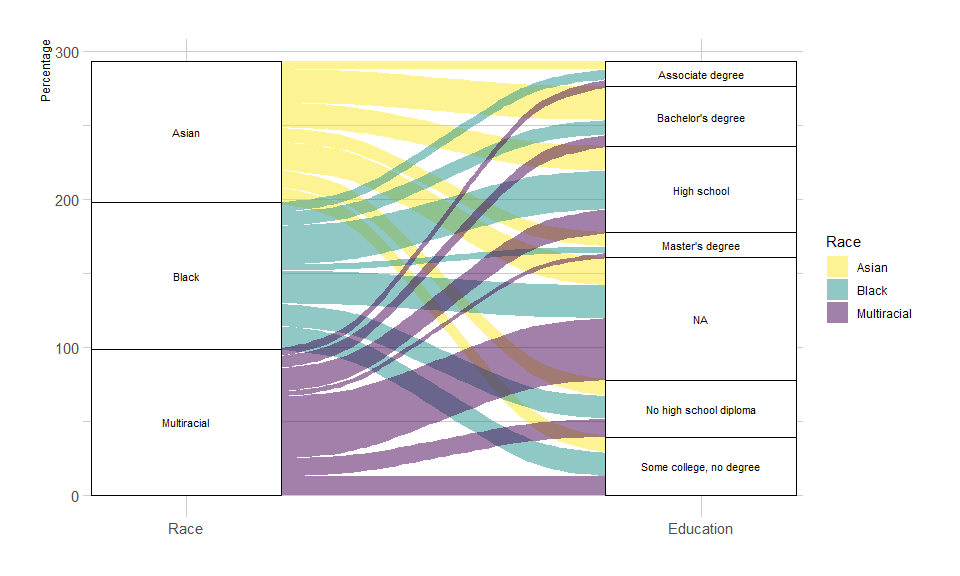 Percentage
300
200
100
0
Asian
Black
Multiracial
Associate degree
Bachelor's degree
High school
Master's degree
NA
No high school diploma
Some college, no degree
Race
Education
Race
Asian
Black
Multiracial